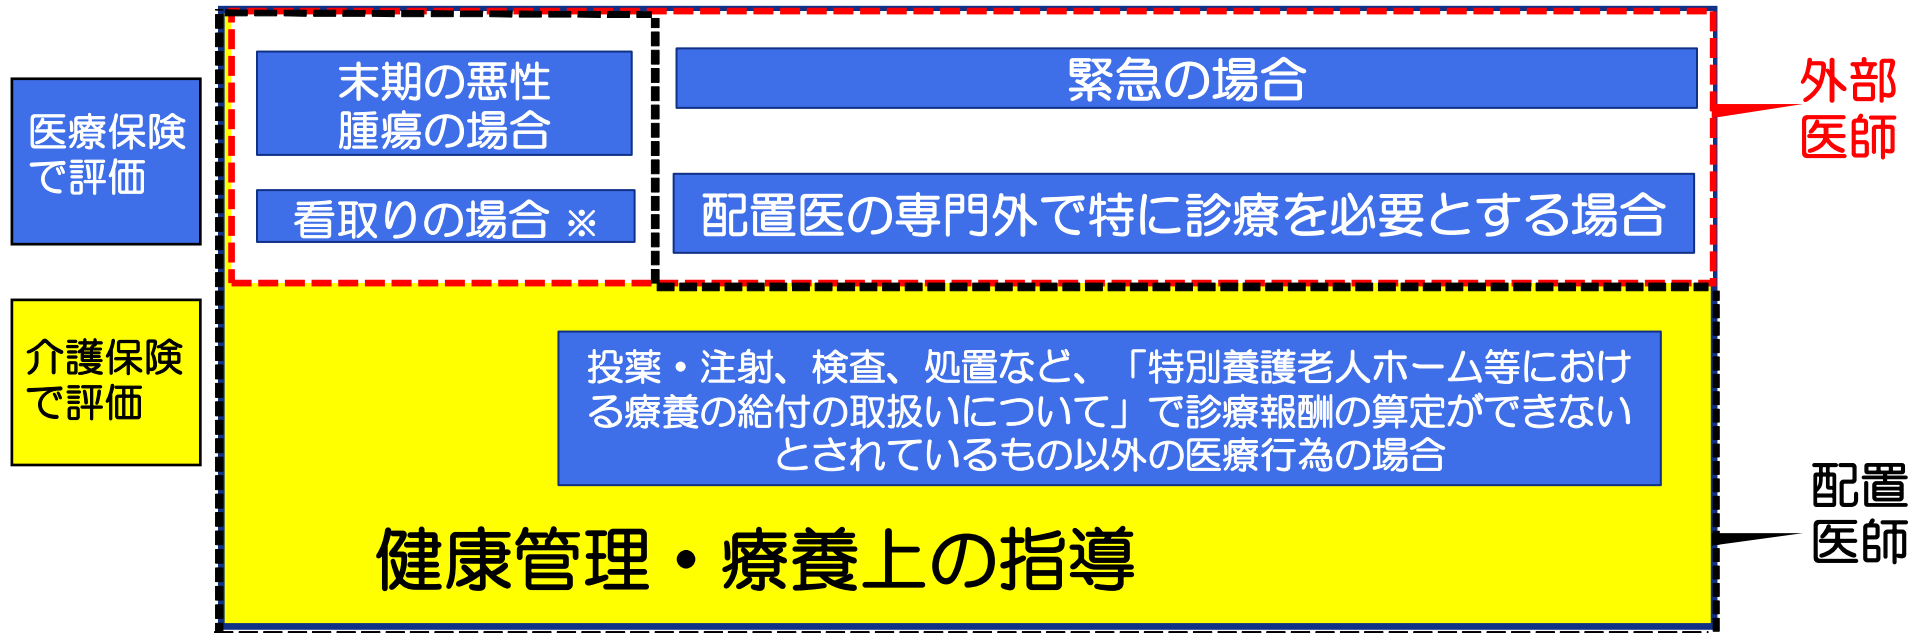 医療保険
で評価
介護保険
で評価
末期の悪性
腫瘍の場合
看取りの場合 ※
緊急の場合
配置医の専門外で特に診療を必要とする場合
投薬・注射、検査、処置など、「特別養護老人ホーム等におけ
る療養の給付の取扱いについて」で診療報酬の算定ができない
とされているもの以外の医療行為の場合
健康管理・療養上の指導
外部
医師
配置
医師